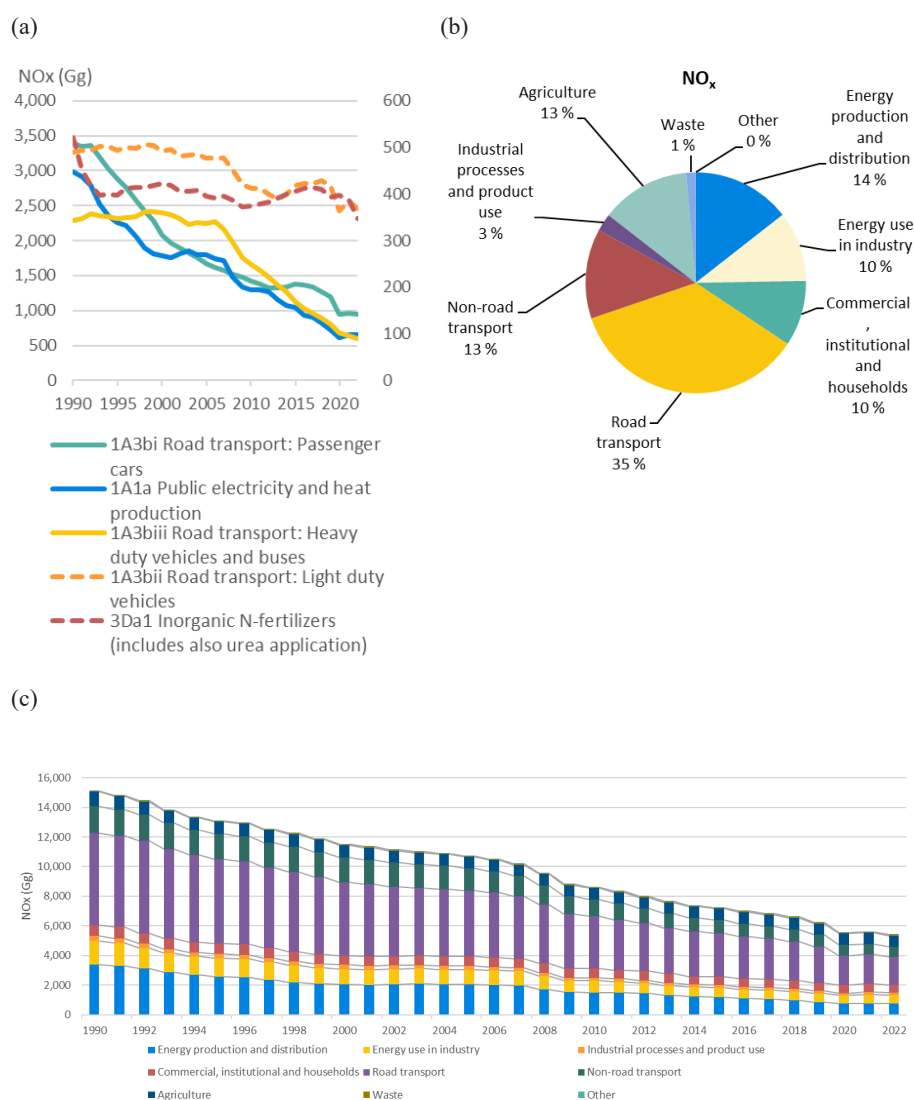 (a)
NOx (Gg)
4,000
3,500
3,000
2,500
2,000
1,500
1,000
500
0
600
500
400
300
200
100
0
1990 1995 2000 2005 2010 2015 2020
1A3bi Road transport: Passenger
cars
1A1a Public electricity and heat
production
1A3biii Road transport: Heavy
duty vehicles and buses
1A3bii Road transport: Light duty
vehicles
3Da1 Inorganic N-fertilizers
(includes also urea application)
(b)
NOx
Energy
production
and
distribution
14 %
Energy use
in industry
10 %
Commercial
,
institutional
and
households
10 %
Road
transport
35 %
Non-road
transport
13 %
Industrial
processes
and product
use
3 %
Agriculture
13 %
Waste
1 %
Other
0 %
(c)
NOx (Gg)
16,000
14,000
12,000
10,000
8,000
6,000
4,000
2,000
0
1990 1992 1994 1996 1998 2000 2002 2004 2006 2008 2010 2012 2014 2016 2018 2020 2022
Energy production and distribution Energy use in industry Industrial processes and product use
Commercial, institutional and households Road transport Non-road transport
Agriculture Waste Other